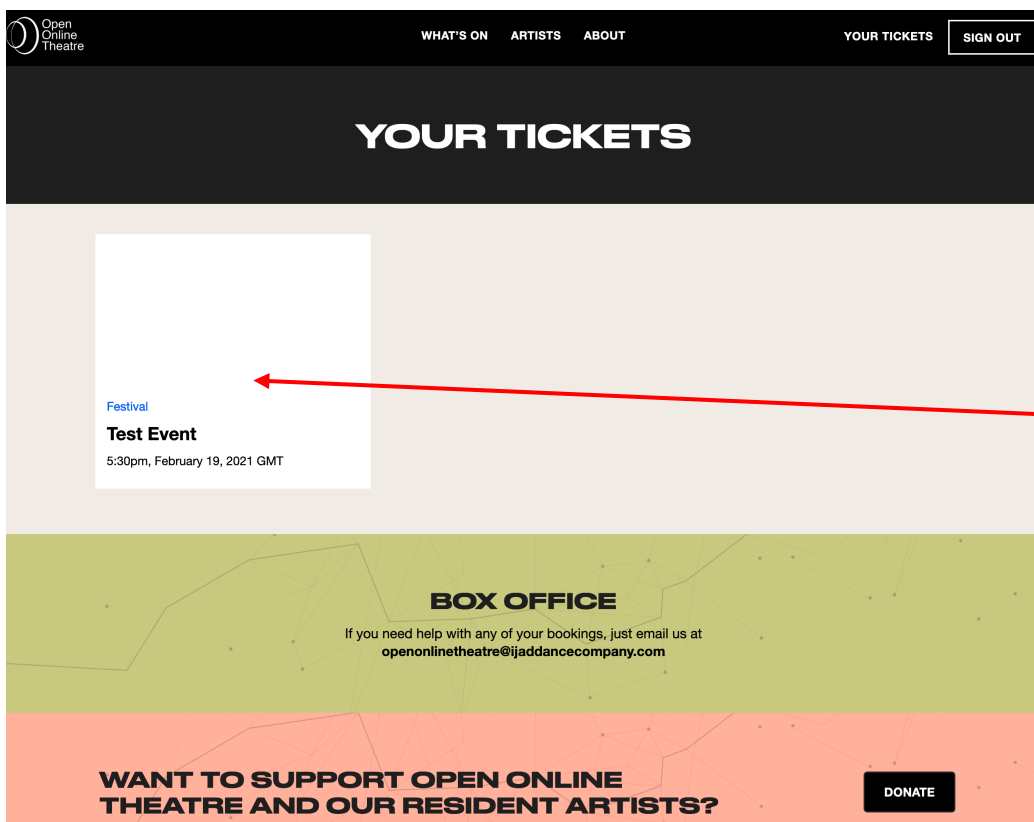 Open
Online
Theatre
WHAT'S ON ARTISTS ABOUT
YOUR TICKETS SIGN OUT
YOUR TICKETS
Festival
Test Event
5:30pm, February 19, 2021 GMT
BOX OFFICE
If you need help with any of your bookings, just email us at
openonlinetheatre@ijaddancecompany.com
WANT TO SUPPORT OPEN ONLINE
THEATRE AND OUR RESIDENT ARTISTS?
DONATE